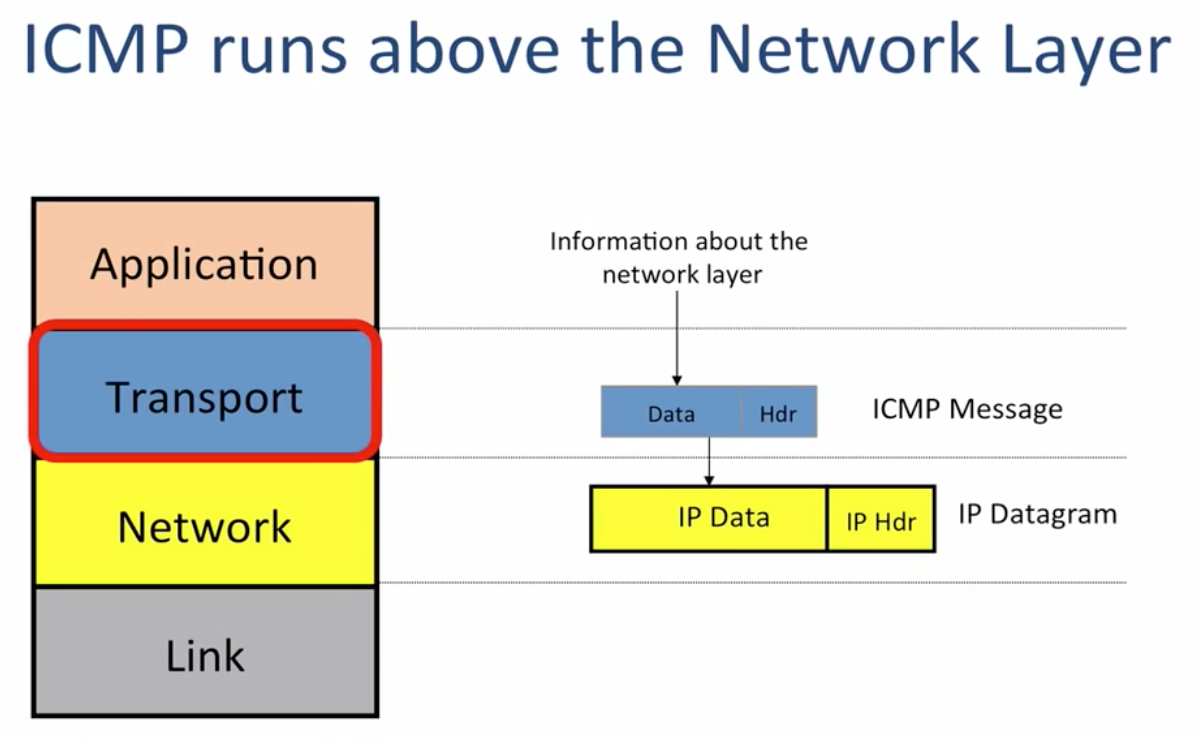 ICMP runs above the Network Layer
Application
Transport
Network
Link
Information about the
network layer
Data
Hdr
ICMP Message
IP Data
IP Hdr
IP Datagram